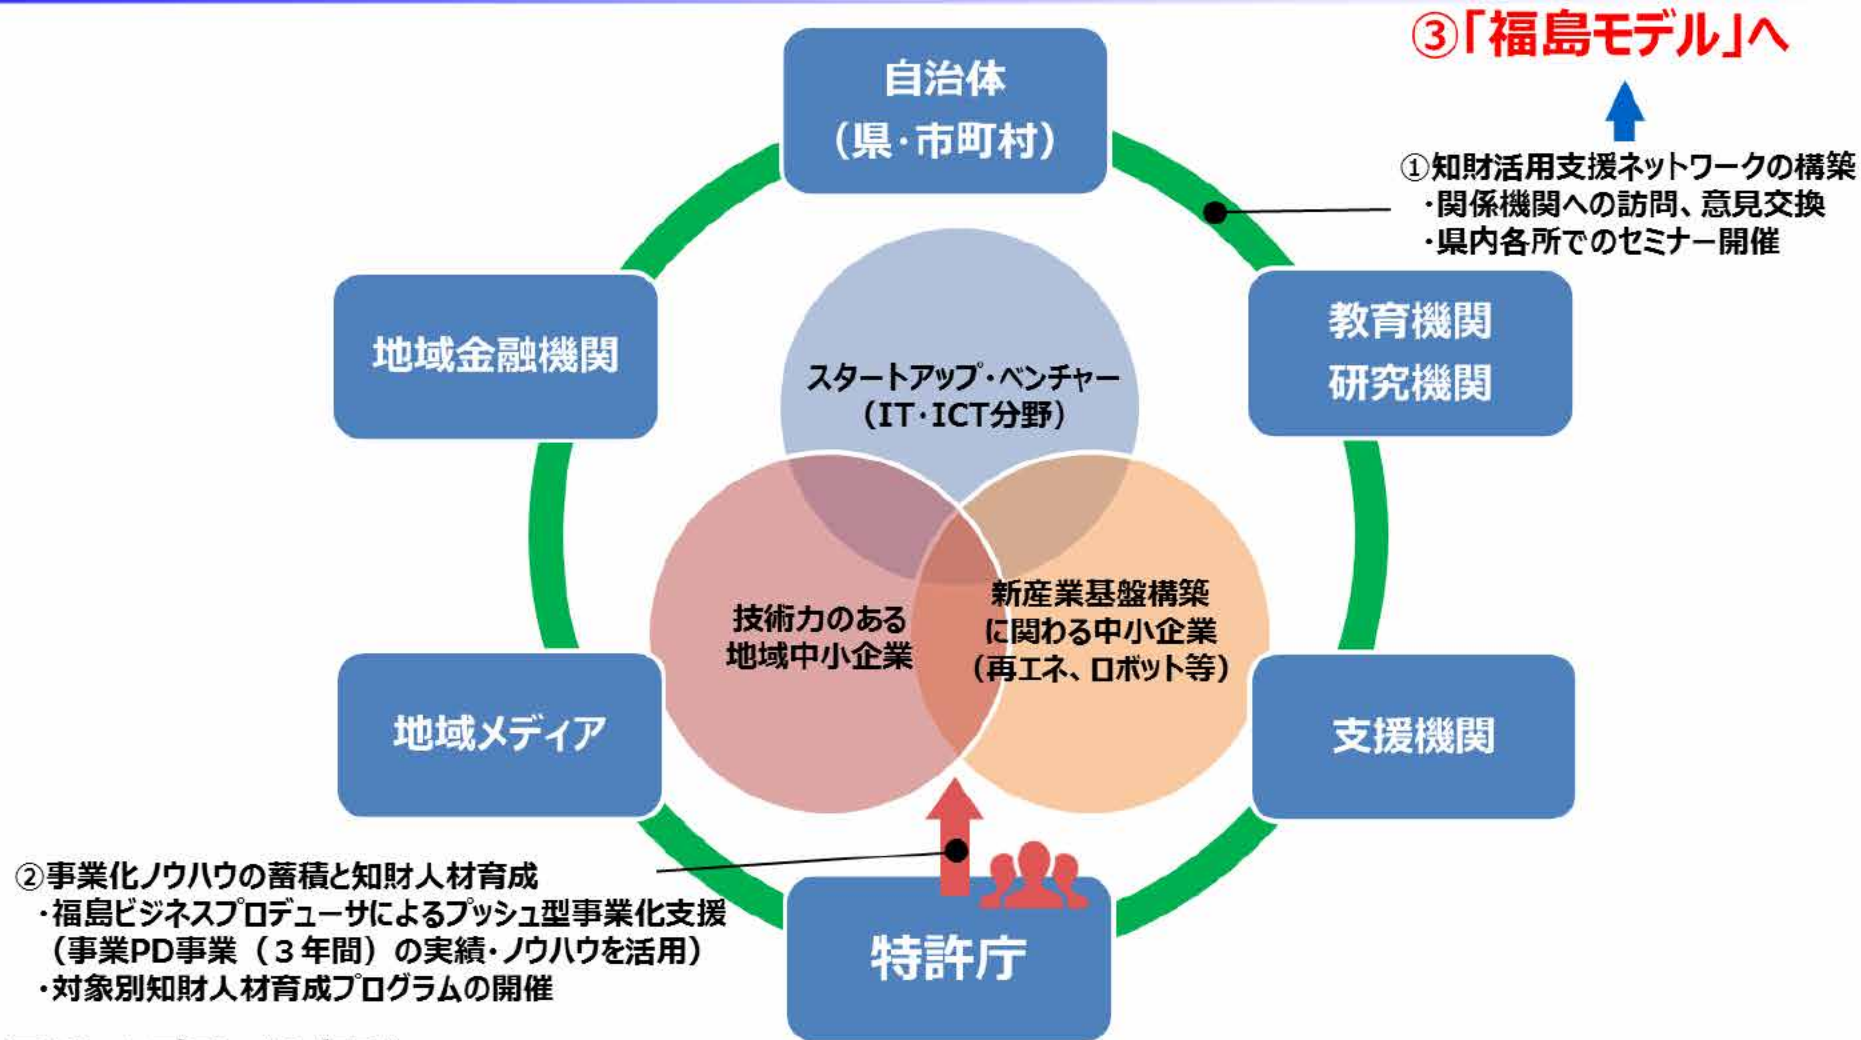 ③「福島モデル」へ
自治体
（県・市町村）
①知財活用支援ネットワークの構築
・関係機関への訪問、意見交換
・県内各所でのセミナー開催
地域金融機関
教育機関
研究機関
スタートアップ・ベンチャー
（IT・ICT分野）
技術力のある
地域中小企業
新産業基盤構築
に関わる中小企業
（再エネ、ロボット等）
地域メディア
支援機関
②事業化ノウハウの蓄積と知財人材育成
・福島ビジネスプロデューサによるプッシュ型事業化支援
（事業PD事業（３年間）の実績・ノウハウを活用）
・対象別知財人材育成プログラムの開催
特許庁